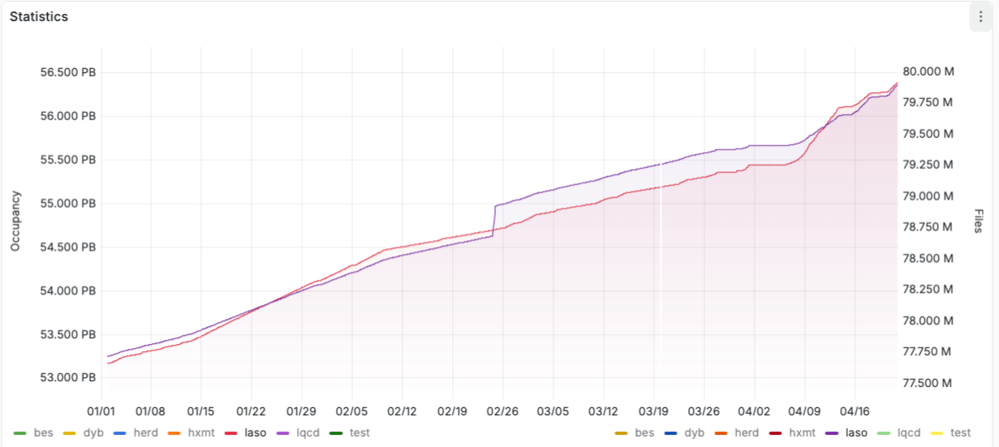 Statistics
56.500 PB
56.000 PB
55.500 PB
55.000 PB
54.500 PB
54.000 PB
53.500 PB
53.000 PB
Occupancy
80.000 M
79.750 M
79.500 M
79.250 M
79.000 M
78.750 M
78.500 M
78.250 M
78.000 M
77.750 M
77.500 M
Files
01/01 01/08 01/15 01/22 01/29 02/05 02/12 02/19 02/26 03/05 03/12 03/19 03/26 04/02 04/09 04/16
bes dyb herd hxmt laso lqcd test bes dyb herd hxmt laso lqcd test